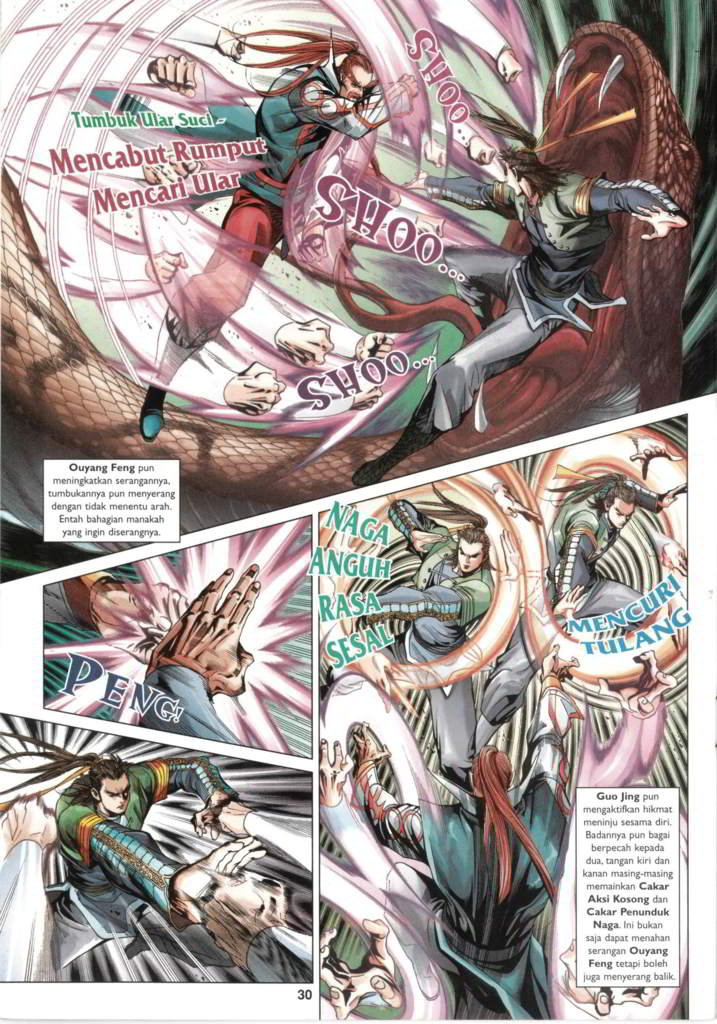 SHOO...
Tumbuk Ular Suci -
Mencabut Rumput
Mencari Ular
SHOO...
SHOO...
Ouyang Feng pun
meningkatkan serangannya,
tumbukannya pun menyerang
dengan tidak menentu arah.
Entah bahagian manakah
yang ingin diserangnya.
PENG!
NAGA
ANGUH
RASA
SESAL
MENCURI
TULANG
Guo Jing pun
mengaktifkan hikmat
meninju sesama diri.
Badannya pun bagai
berpecah kepada
dua, tangan kiri dan
kanan masing-masing
memainkan Cakar
Aksi Kosong dan
Cakar Penunduk
Naga. Ini bukan
saja dapat menahan
serangan Ouyang
Feng tetapi boleh
juga menyerang balik.
30